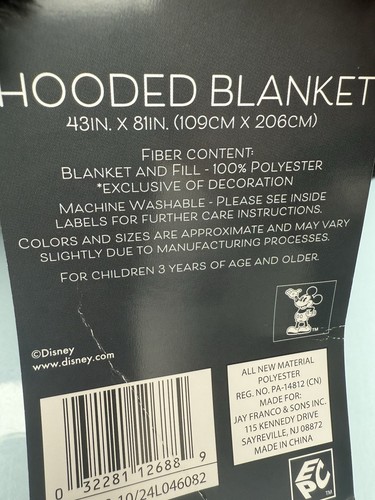 HOODED BLANKET
43IN. X 81IN. (109CM X 206CM)
FIBER CONTENT:
BLANKET AND FILL - 100% POLYESTER
*EXCLUSIVE OF DECORATION
MACHINE WASHABLE - PLEASE SEE INSIDE
LABELS FOR FURTHER CARE INSTRUCTIONS.
COLORS AND SIZES ARE APPROXIMATE AND MAY VARY
SLIGHTLY DUE TO MANUFACTURING PROCESSES.
FOR CHILDREN 3 YEARS OF AGE AND OLDER.
TM
©Disney
www.disney.com
ALL NEW MATERIAL
POLYESTER
REG. NO. PA-14812 (CN)
MADE FOR:
JAY FRANCO & SONS INC.
115 KENNEDY DRIVE
SAYREVILLE, NJ 08872
MADE IN CHINA
0 32281 12688 9
10/24L046082
EPC
TM